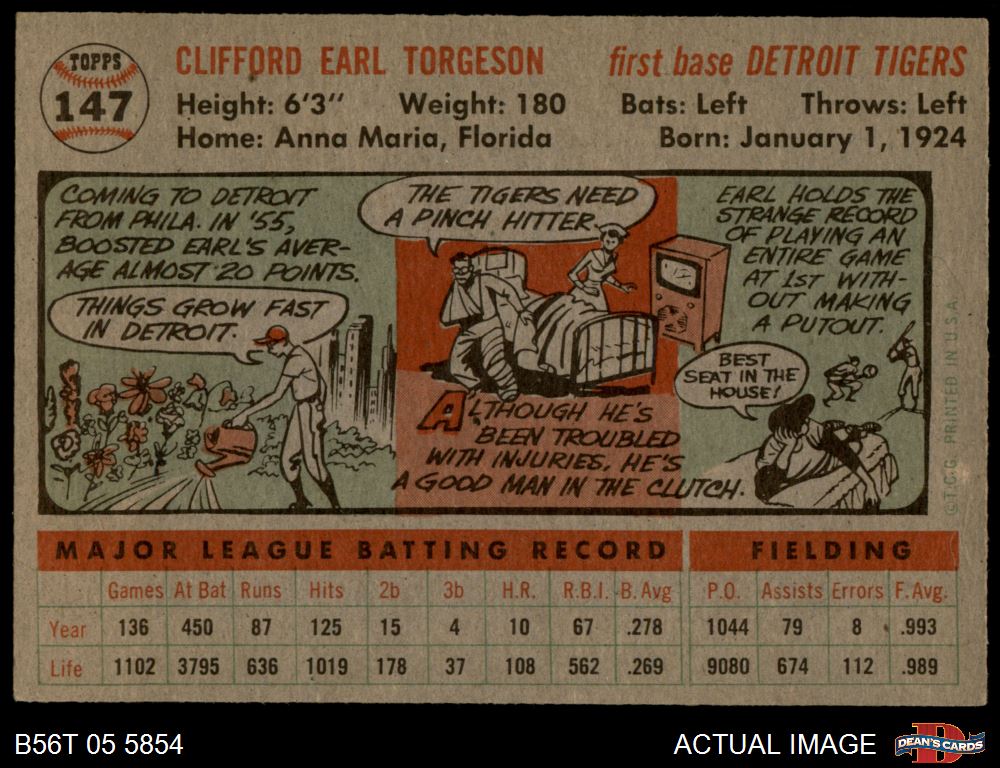 TOPPS
147
CLIFFORD EARL TORGESON first base DETROIT TIGERS
Height: 6'3" Weight: 180 Bats: Left Throws: Left
Home: Anna Maria, Florida Born: January 1, 1924
COMING TO DETROIT
FROM PHILA. IN '55,
BOOSTED EARL'S AVER-
AGE ALMOST 20 POINTS.
THINGS GROW FAST
IN DETROIT.
THE TIGERS NEED
A PINCH HITTER.
ALTHOUGH HE'S
BEEN TROUBLED
WITH INJURIES, HE'S
A GOOD MAN IN THE CLUTCH.
EARL HOLDS THE
STRANGE RECORD
OF PLAYING AN
ENTIRE GAME
AT 1ST WITH-
OUT MAKING
A PUTOUT.
BEST
SEAT IN THE
HOUSE!
© T.C.G. PRINTED IN U.S.A.
MAJOR LEAGUE BATTING RECORD FIELDING
Games At Bat Runs Hits 2b 3b H.R. R.B.I. B. Avg P.O. Assists Errors F. Avg.
Year 136 450 87 125 15 4 10 67 .278 1044 79 8 .993
Life 1102 3795 636 1019 178 37 108 562 .269 9080 674 112 .989
B56T 05 5854 ACTUAL IMAGE
D
DEAN'S CARDS